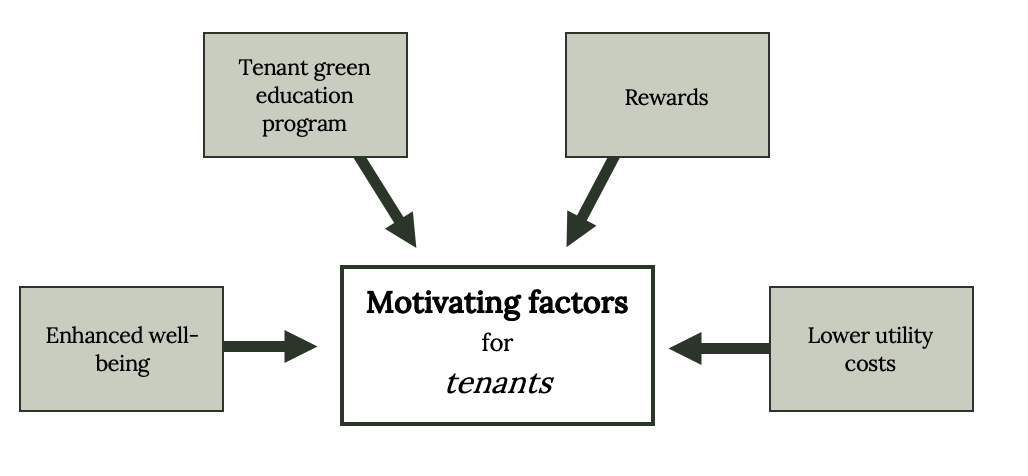 Tenant green
education
program
Rewards
Enhanced well-
being
Motivating factors
for
tenants
Lower utility
costs